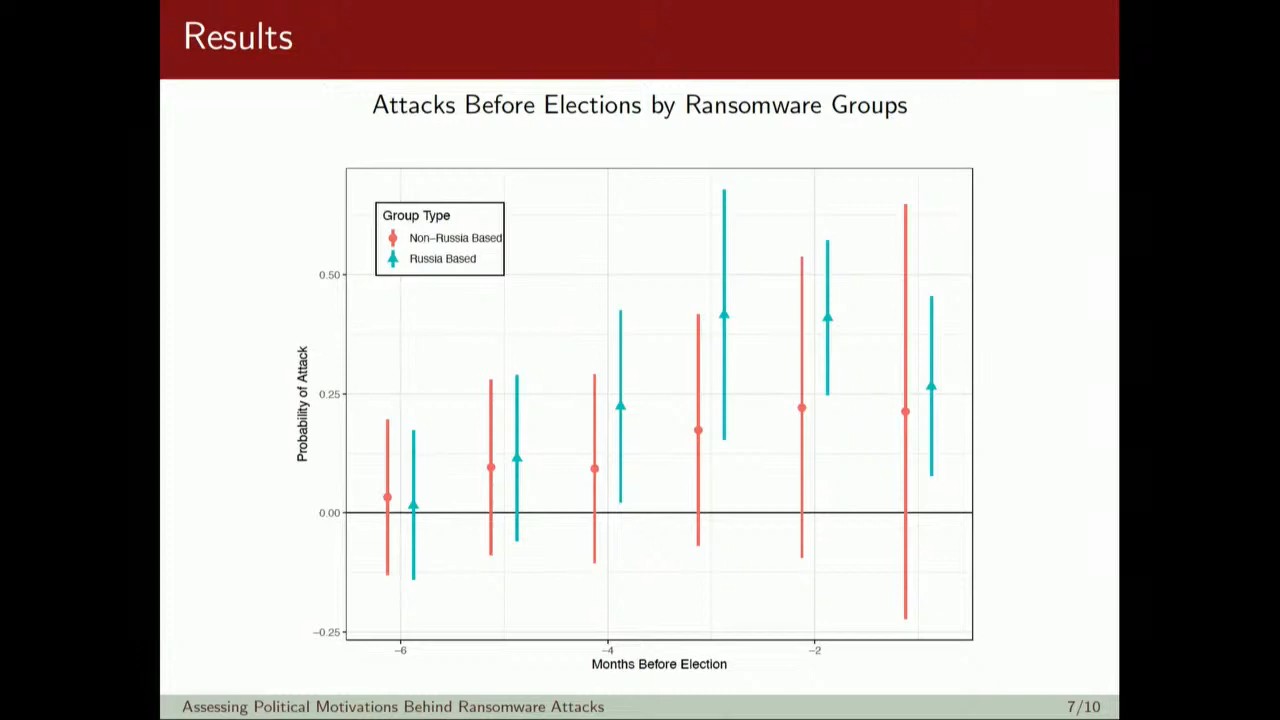 Results
Attacks Before Elections by Ransomware Groups
Group Type
Non–Russia Based
Russia Based
0.50
0.25
0.00
−0.25
Probability of Attack
−6
−4
−2
Months Before Election
Assessing Political Motivations Behind Ransomware Attacks
7/10